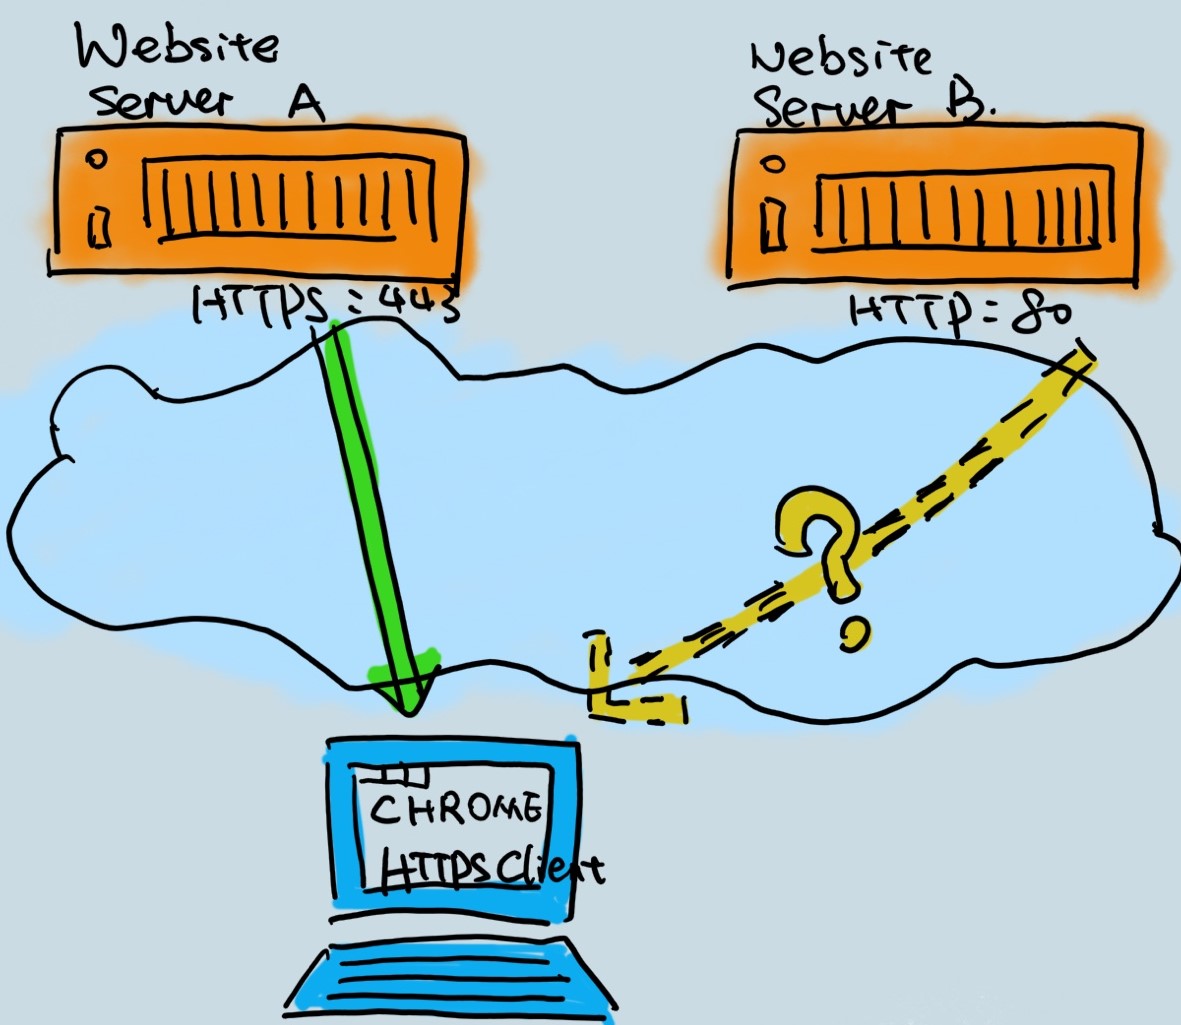 Website
Server A
Website
Server B.
HTTPS: 443
HTTP= 80
?
CHROME
HTTPS Client